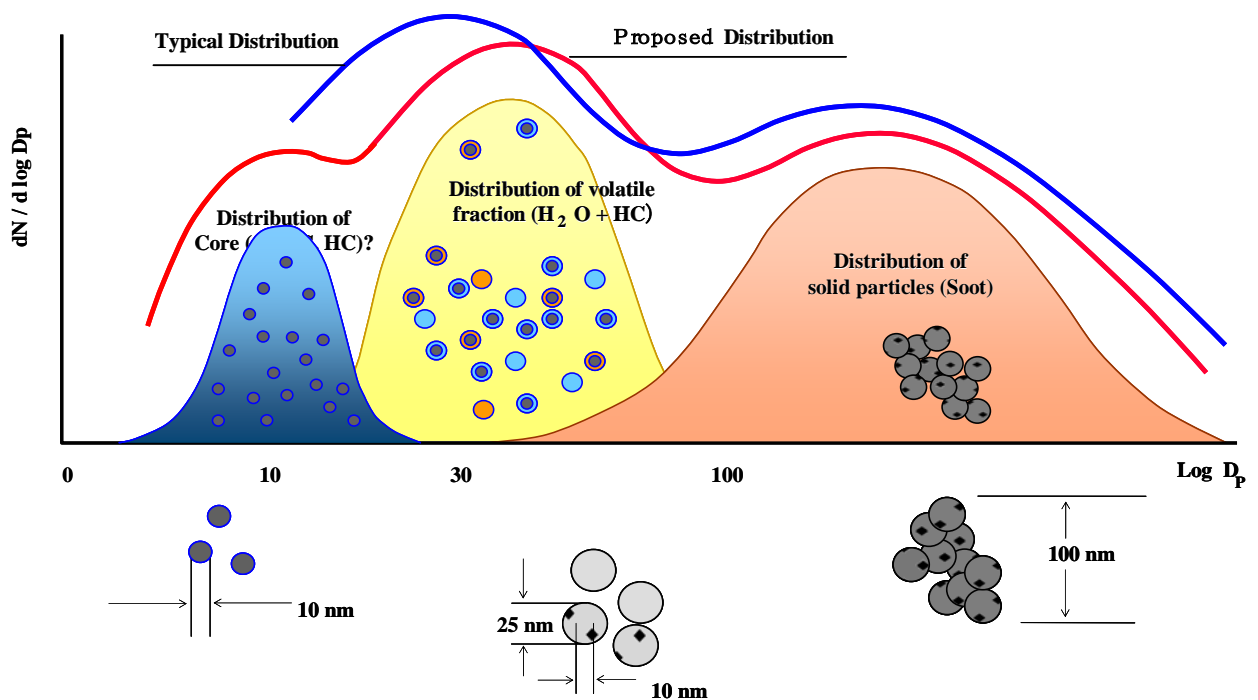 Typical Distribution
Proposed Distribution
dN / d log Dp
Distribution of volatile
fraction (H2 O + HC)
Distribution of
Core ( HC)?
Distribution of
solid particles (Soot)
0
10
30
100
Log DP
10 nm
25 nm
10 nm
100 nm